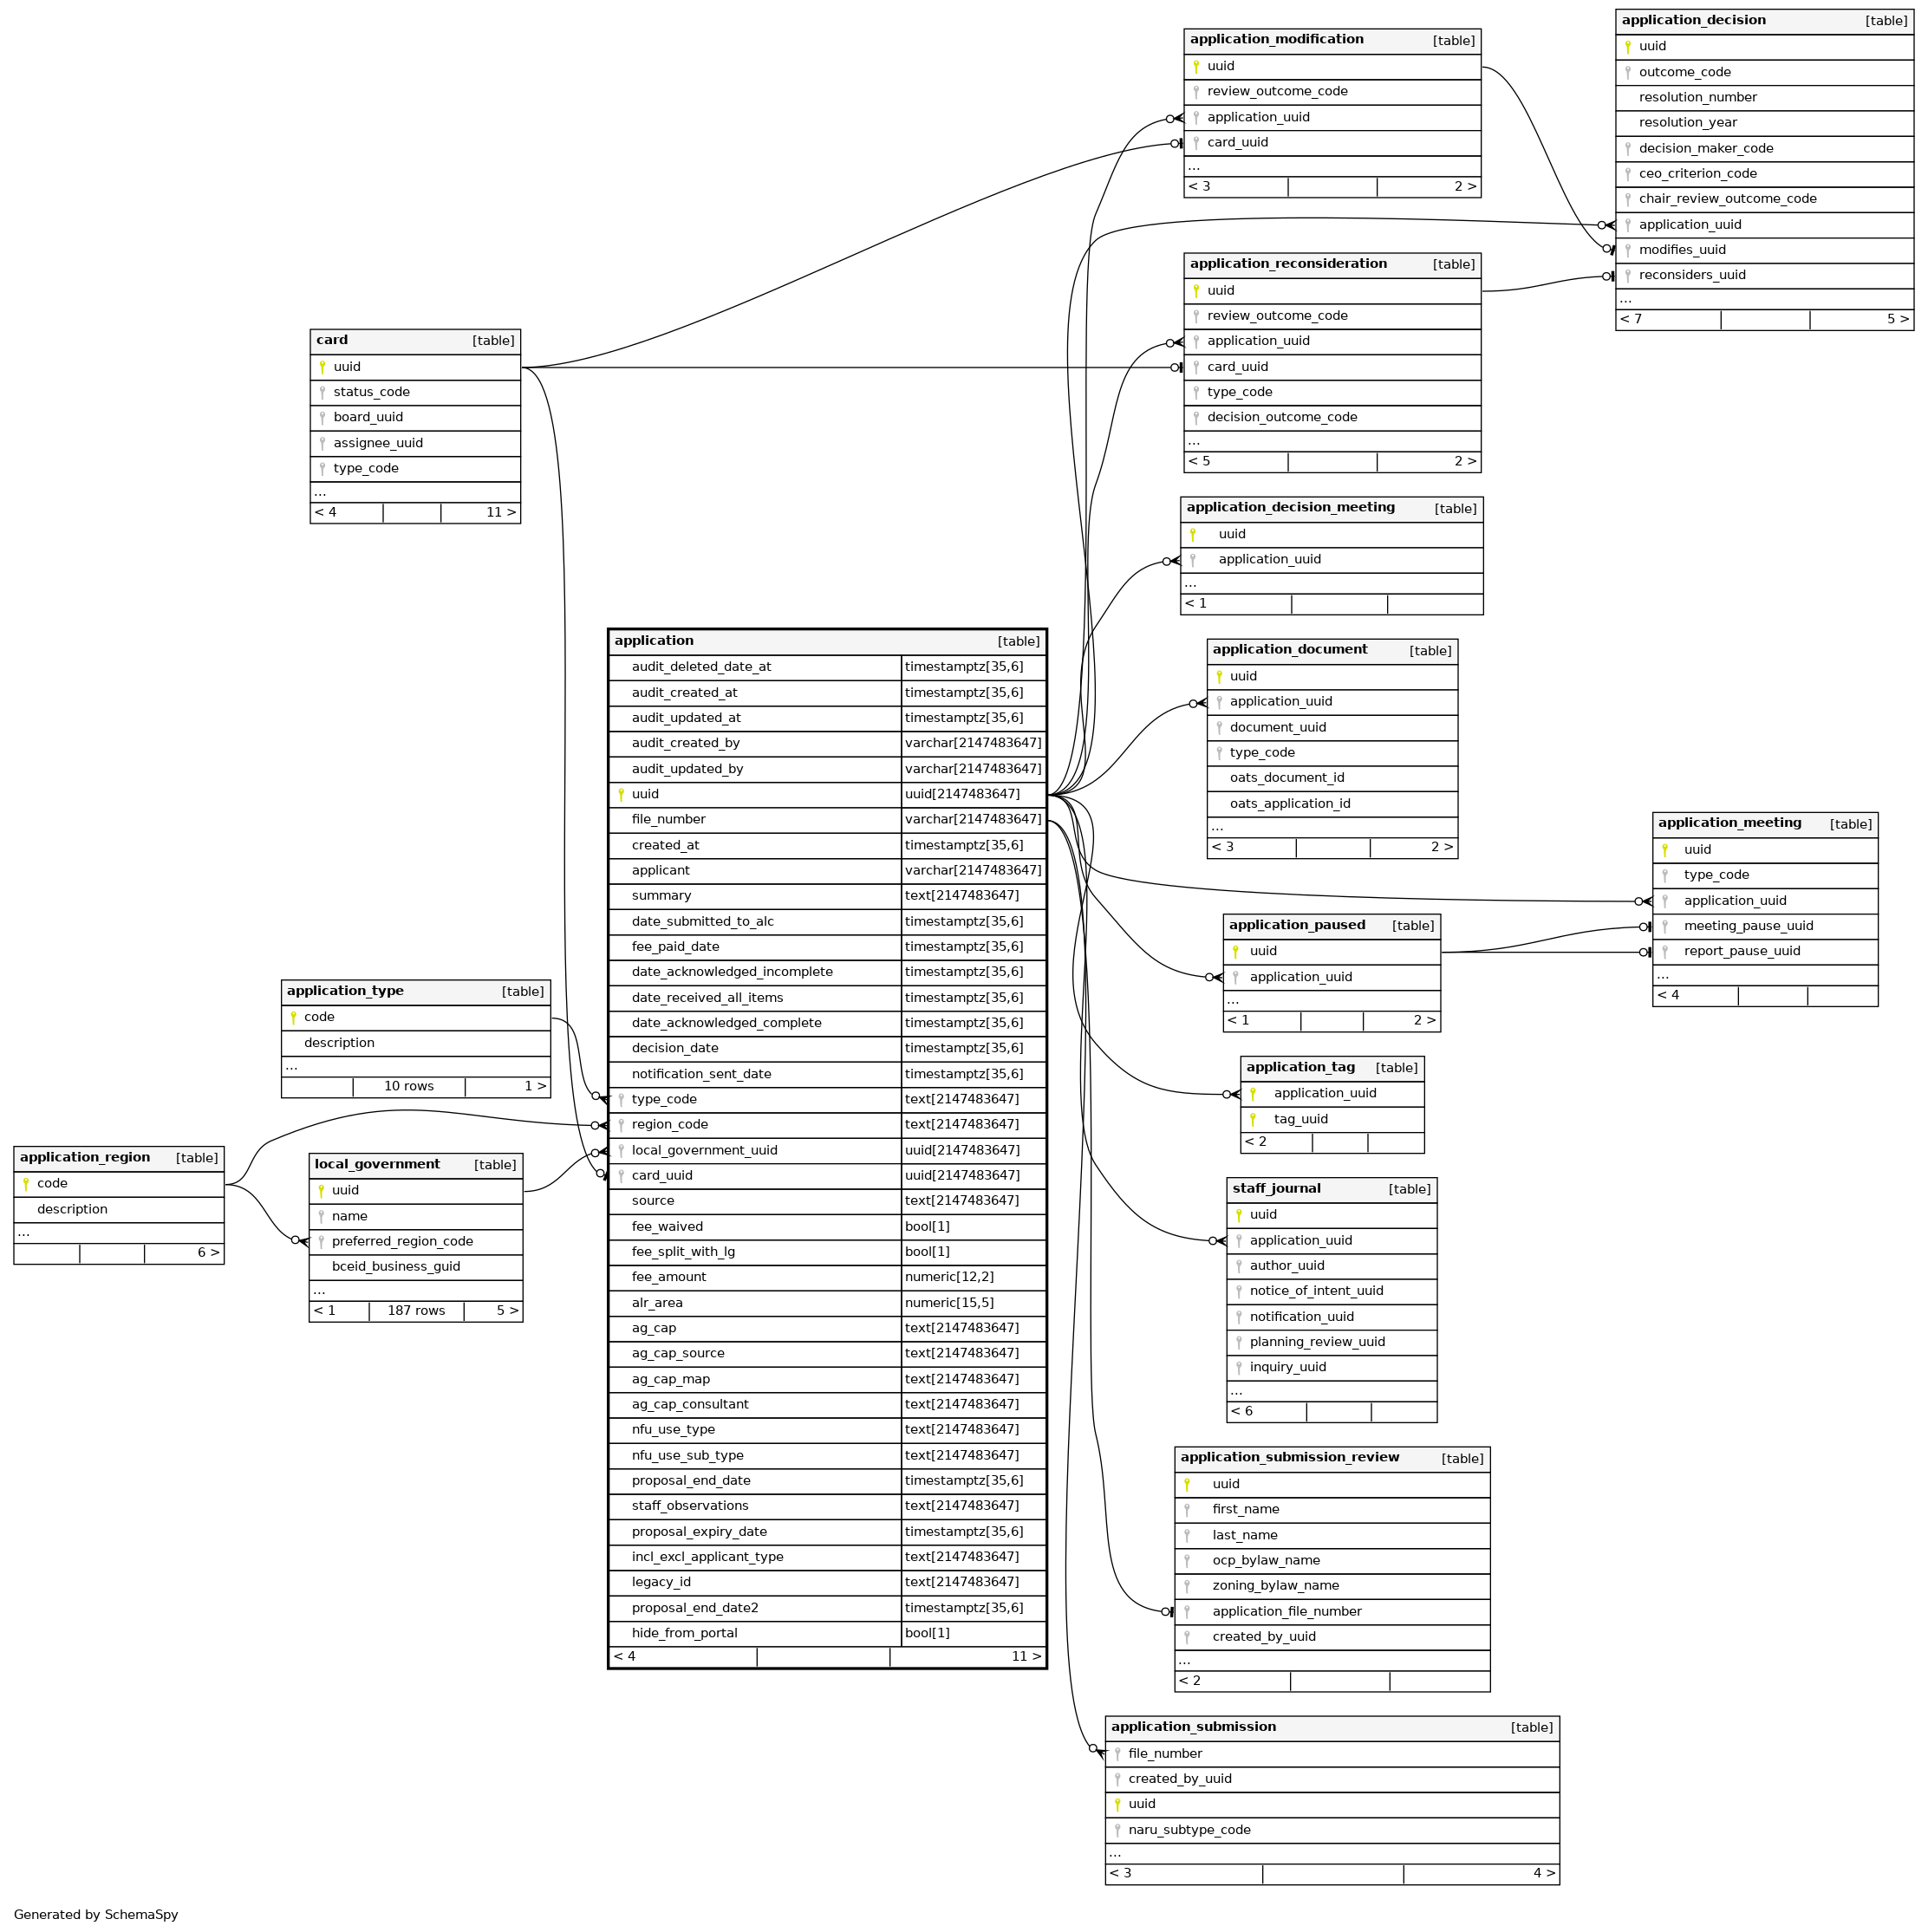 application_decision [table]
uuid
outcome_code
resolution_number
resolution_year
decision_maker_code
ceo_criterion_code
chair_review_outcome_code
application_uuid
modifies_uuid
reconsiders_uuid
...
< 7 5 >
application_modification [table]
uuid
review_outcome_code
application_uuid
card_uuid
...
< 3 2 >
application_reconsideration [table]
uuid
review_outcome_code
application_uuid
card_uuid
type_code
decision_outcome_code
...
< 5 2 >
card [table]
uuid
status_code
board_uuid
assignee_uuid
type_code
...
< 4 11 >
application_decision_meeting [table]
uuid
application_uuid
...
< 1
application [table]
audit_deleted_date_at timestamptz[35,6]
audit_created_at timestamptz[35,6]
audit_updated_at timestamptz[35,6]
audit_created_by varchar[2147483647]
audit_updated_by varchar[2147483647]
uuid uuid[2147483647]
file_number varchar[2147483647]
created_at timestamptz[35,6]
applicant varchar[2147483647]
summary text[2147483647]
date_submitted_to_alc timestamptz[35,6]
fee_paid_date timestamptz[35,6]
date_acknowledged_incomplete timestamptz[35,6]
date_received_all_items timestamptz[35,6]
date_acknowledged_complete timestamptz[35,6]
decision_date timestamptz[35,6]
notification_sent_date timestamptz[35,6]
type_code text[2147483647]
region_code text[2147483647]
local_government_uuid uuid[2147483647]
card_uuid uuid[2147483647]
source text[2147483647]
fee_waived bool[1]
fee_split_with_lg bool[1]
fee_amount numeric[12,2]
alr_area numeric[15,5]
ag_cap text[2147483647]
ag_cap_source text[2147483647]
ag_cap_map text[2147483647]
ag_cap_consultant text[2147483647]
nfu_use_type text[2147483647]
nfu_use_sub_type text[2147483647]
proposal_end_date timestamptz[35,6]
staff_observations text[2147483647]
proposal_expiry_date timestamptz[35,6]
incl_excl_applicant_type text[2147483647]
legacy_id text[2147483647]
proposal_end_date2 timestamptz[35,6]
hide_from_portal bool[1]
< 4 11 >
application_document [table]
uuid
application_uuid
document_uuid
type_code
oats_document_id
oats_application_id
...
< 3 2 >
application_meeting [table]
uuid
type_code
application_uuid
meeting_pause_uuid
report_pause_uuid
...
< 4
application_paused [table]
uuid
application_uuid
...
< 1 2 >
application_type [table]
code
description
...
10 rows 1 >
application_tag [table]
application_uuid
tag_uuid
< 2
application_region [table]
code
description
...
6 >
local_government [table]
uuid
name
preferred_region_code
bceid_business_guid
...
< 1 187 rows 5 >
staff_journal [table]
uuid
application_uuid
author_uuid
notice_of_intent_uuid
notification_uuid
planning_review_uuid
inquiry_uuid
...
< 6
application_submission_review [table]
uuid
first_name
last_name
ocp_bylaw_name
zoning_bylaw_name
application_file_number
created_by_uuid
...
< 2
application_submission [table]
file_number
created_by_uuid
uuid
naru_subtype_code
...
< 3 4 >
Generated by SchemaSpy